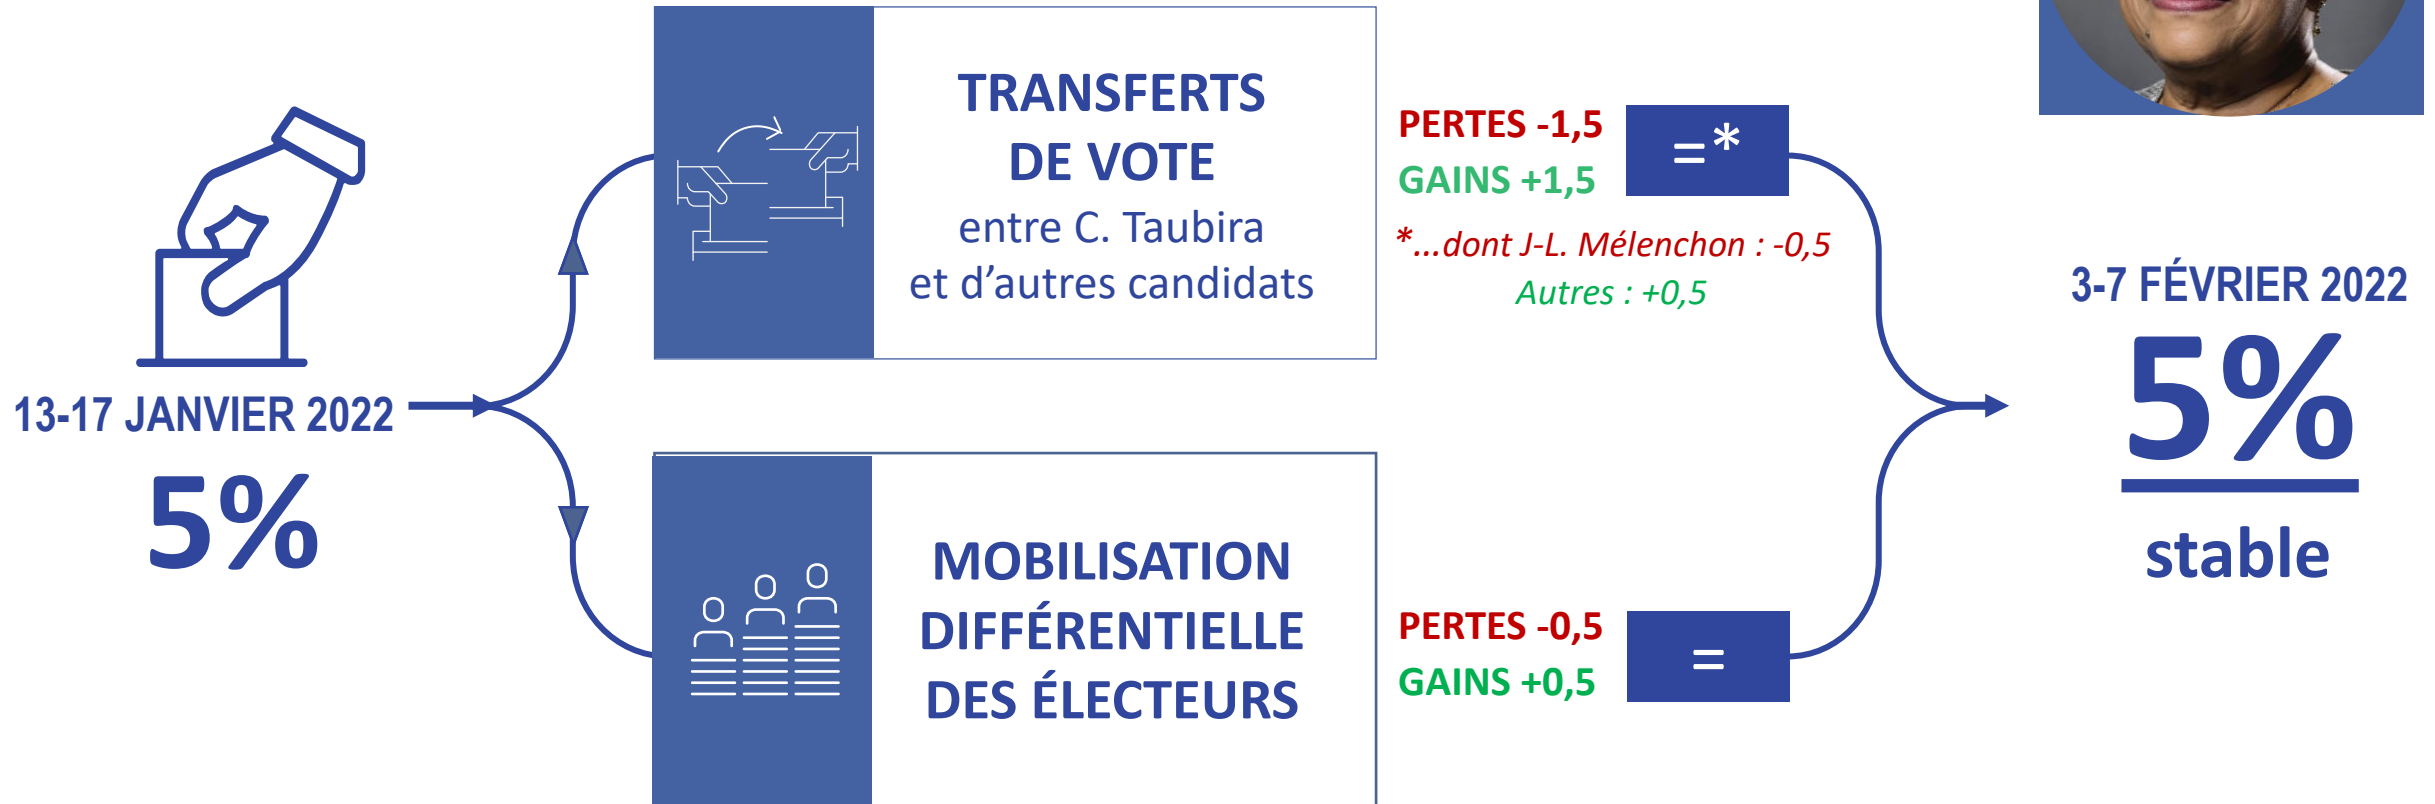 13-17 JANVIER 2022
5%
TRANSFERTS
DE VOTE
entre C. Taubira
et d'autres candidats
PERTES -1,5
GAINS +1,5
=*
*...dont J-L. Mélenchon : -0,5
Autres : +0,5
MOBILISATION
DIFFÉRENTIELLE
DES ÉLECTEURS
PERTES -0,5
GAINS +0,5
=
3-7 FÉVRIER 2022
5%
stable